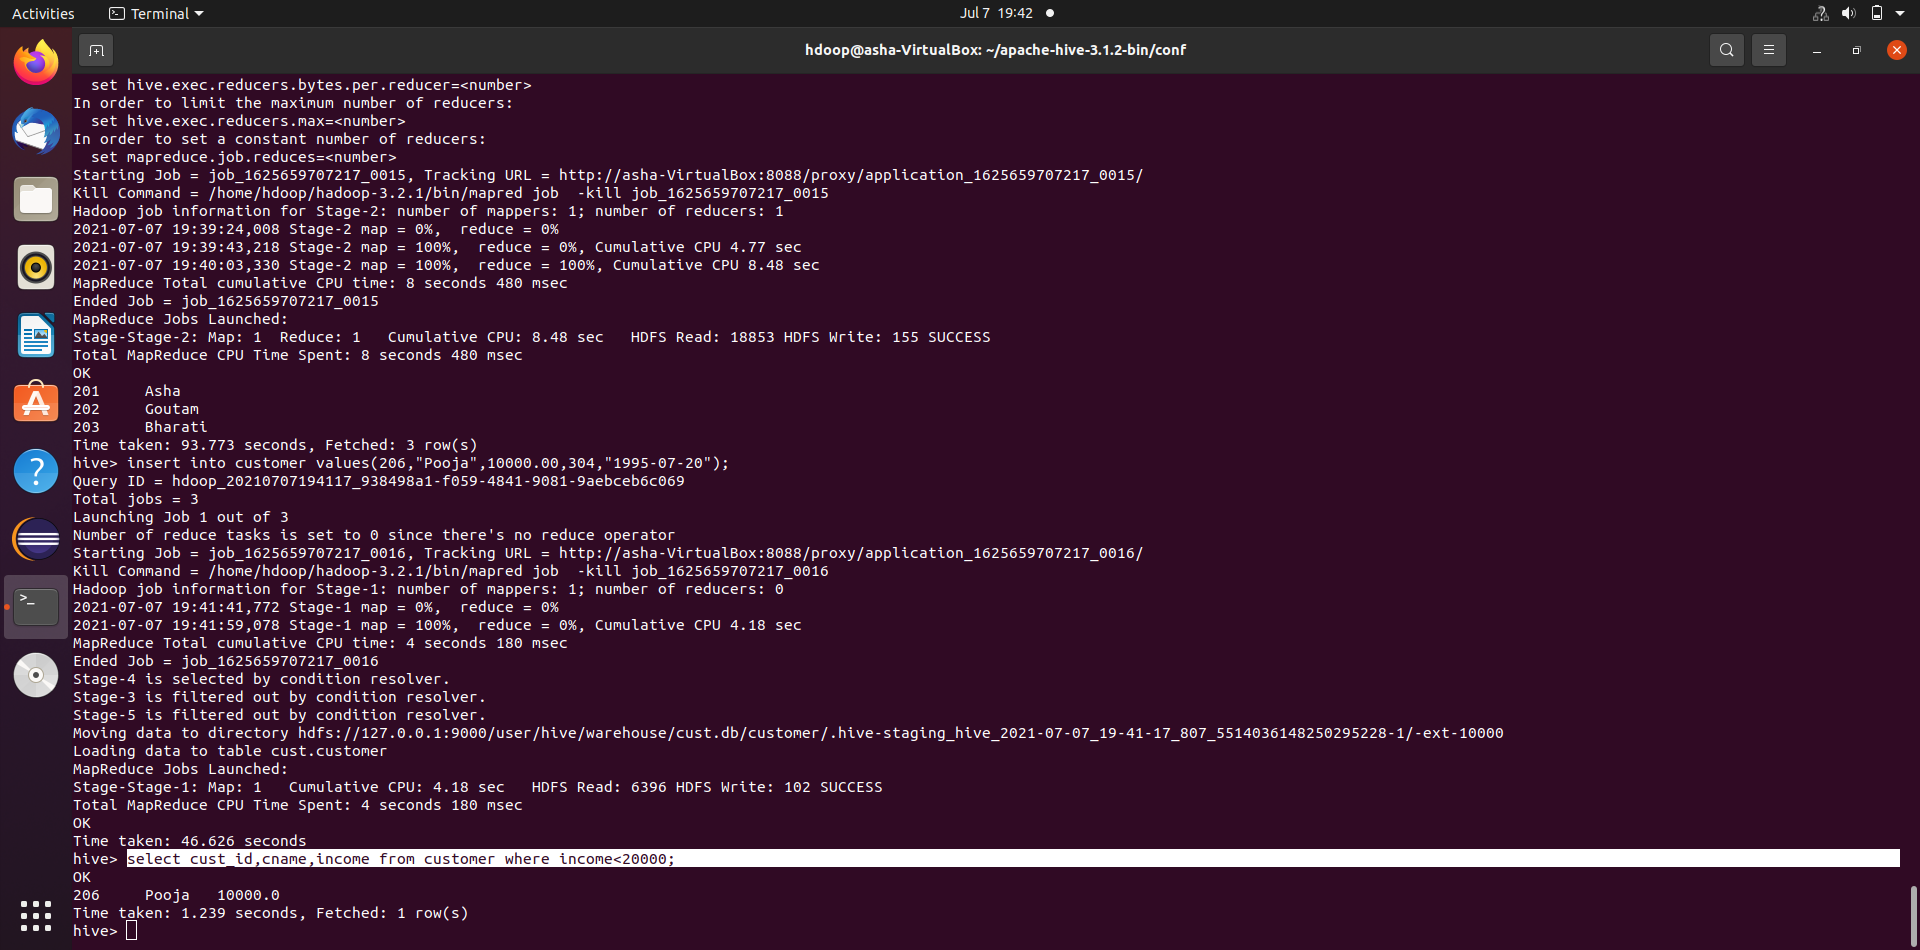 Activities
Terminal
Jul 7 19:42
hdoop@asha-VirtualBox: ~/apache-hive-3.1.2-bin/conf
  set hive.exec.reducers.bytes.per.reducer=<number>
In order to limit the maximum number of reducers:
  set hive.exec.reducers.max=<number>
In order to set a constant number of reducers:
  set mapreduce.job.reduces=<number>
Starting Job = job_1625659707217_0015, Tracking URL = http://asha-VirtualBox:8088/proxy/application_1625659707217_0015/
Kill Command = /home/hdoop/hadoop-3.2.1/bin/mapred job  -kill job_1625659707217_0015
Hadoop job information for Stage-2: number of mappers: 1; number of reducers: 1
2021-07-07 19:39:24,008 Stage-2 map = 0%,  reduce = 0%
2021-07-07 19:39:43,218 Stage-2 map = 100%,  reduce = 0%, Cumulative CPU 4.77 sec
2021-07-07 19:40:03,330 Stage-2 map = 100%,  reduce = 100%, Cumulative CPU 8.48 sec
MapReduce Total cumulative CPU time: 8 seconds 480 msec
Ended Job = job_1625659707217_0015
MapReduce Jobs Launched:
Stage-Stage-2: Map: 1  Reduce: 1   Cumulative CPU: 8.48 sec   HDFS Read: 18853 HDFS Write: 155 SUCCESS
Total MapReduce CPU Time Spent: 8 seconds 480 msec
OK
201     Asha
202     Goutam
203     Bharati
Time taken: 93.773 seconds, Fetched: 3 row(s)
hive> insert into customer values(206,"Pooja",10000.00,304,"1995-07-20");
Query ID = hdoop_20210707194117_938498a1-f059-4841-9081-9aebceb6c069
Total jobs = 3
Launching Job 1 out of 3
Number of reduce tasks is set to 0 since there's no reduce operator
Starting Job = job_1625659707217_0016, Tracking URL = http://asha-VirtualBox:8088/proxy/application_1625659707217_0016/
Kill Command = /home/hdoop/hadoop-3.2.1/bin/mapred job  -kill job_1625659707217_0016
Hadoop job information for Stage-1: number of mappers: 1; number of reducers: 0
2021-07-07 19:41:41,772 Stage-1 map = 0%,  reduce = 0%
2021-07-07 19:41:59,078 Stage-1 map = 100%,  reduce = 0%, Cumulative CPU 4.18 sec
MapReduce Total cumulative CPU time: 4 seconds 180 msec
Ended Job = job_1625659707217_0016
Stage-4 is selected by condition resolver.
Stage-3 is filtered out by condition resolver.
Stage-5 is filtered out by condition resolver.
Moving data to directory hdfs://127.0.0.1:9000/user/hive/warehouse/cust.db/customer/.hive-staging_hive_2021-07-07_19-41-17_807_5514036148250295228-1/-ext-10000
Loading data to table cust.customer
MapReduce Jobs Launched:
Stage-Stage-1: Map: 1   Cumulative CPU: 4.18 sec   HDFS Read: 6396 HDFS Write: 102 SUCCESS
Total MapReduce CPU Time Spent: 4 seconds 180 msec
OK
Time taken: 46.626 seconds
hive> select cust_id,cname,income from customer where income<20000;
OK
206     Pooja   10000.0
Time taken: 1.239 seconds, Fetched: 1 row(s)
hive>